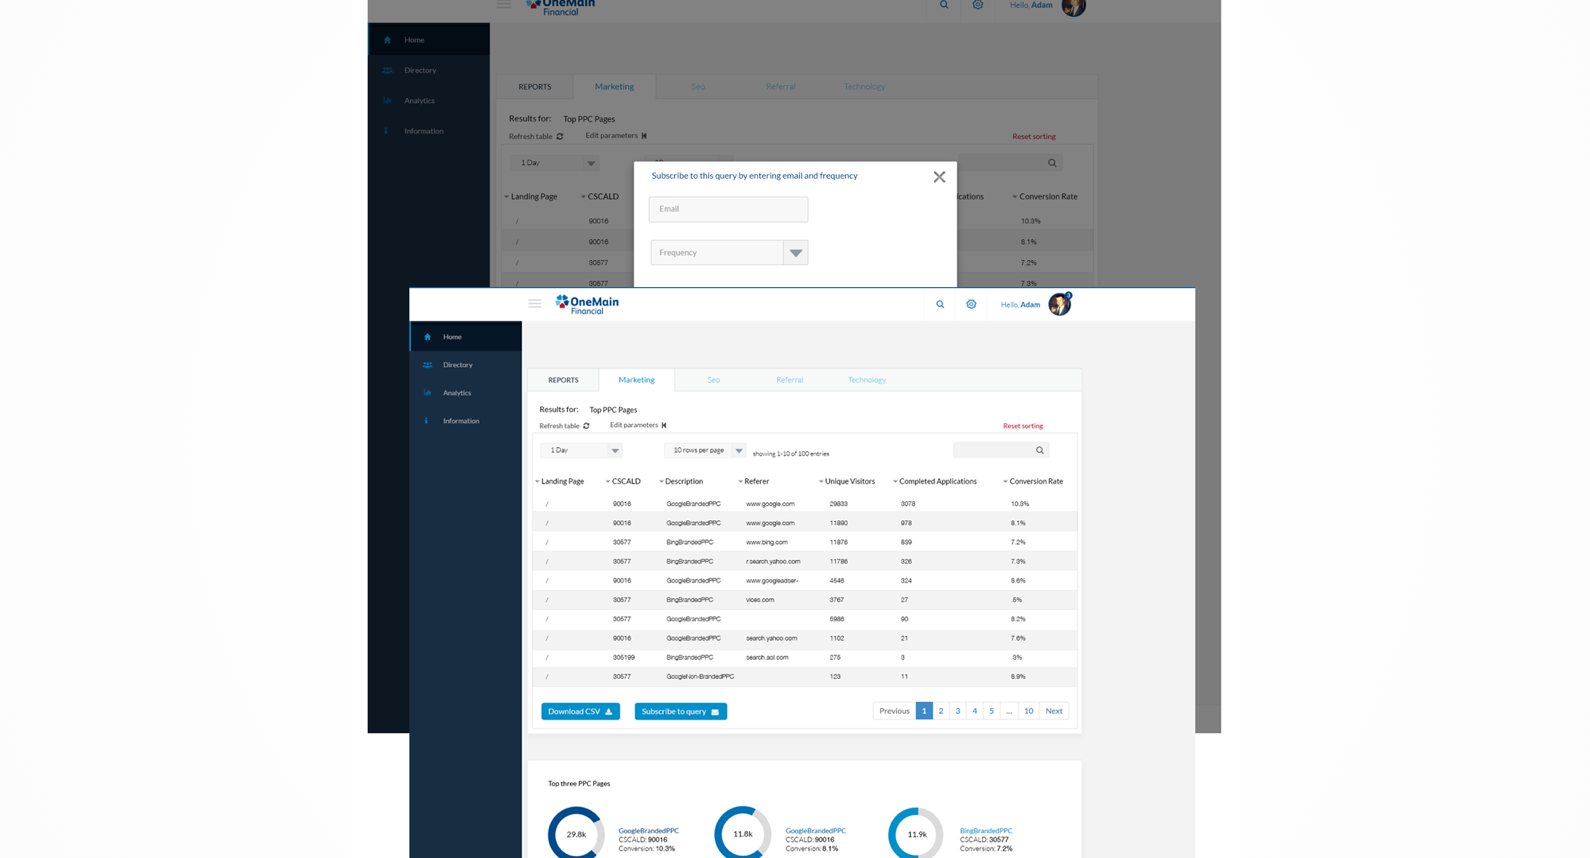 OneMain
Financial
Hello, Adam
Home
Directory
Analytics
Information
REPORTS Marketing Seo Referral Technology
Results for: Top PPC Pages
Refresh table Edit parameters Reset sorting
1 Day
Landing Page CSCALD Conversion Rate
/ 90016 10.3%
/ 90016 8.1%
/ 30577 7.2%
/ 30577 7.3%
Subscribe to this query by entering email and frequency
Email
Frequency
OneMain
Financial
Hello, Adam 3
Home
Directory
Analytics
Information
REPORTS Marketing Seo Referral Technology
Results for: Top PPC Pages
Refresh table Edit parameters Reset sorting
1 Day 10 rows per page showing 1-10 of 100 entries
Landing Page CSCALD Description Referer Unique Visitors Completed Applications Conversion Rate
/ 90016 GoogleBrandedPPC www.google.com 29833 3078 10.3%
/ 90016 GoogleBrandedPPC www.google.com 11890 978 8.1%
/ 30577 BingBrandedPPC www.bing.com 11876 839 7.2%
/ 30577 BingBrandedPPC r.search.yahoo.com 11786 326 7.3%
/ 90016 GoogleBrandedPPC www.googleadser- 4546 324 8.6%
/ 30577 BingBrandedPPC vices.com 3767 27 .5%
/ 30577 GoogleBrandedPPC 5986 90 8.2%
/ 90016 GoogleBrandedPPC search.yahoo.com 1102 21 7.6%
/ 305199 BingBrandedPPC search.aol.com 275 3 .3%
/ 30577 GoogleNon-BrandedPPC 123 11 8.9%
Download CSV Subscribe to query Previous 1 2 3 4 5 ... 10 Next
Top three PPC Pages
29.8k
GoogleBrandedPPC
CSCALD: 90016
Conversion: 10.3%
11.8k
GoogleBrandedPPC
CSCALD: 90016
Conversion: 8.1%
11.9k
BingBrandedPPC
CSCALD: 30577
Conversion: 7.2%